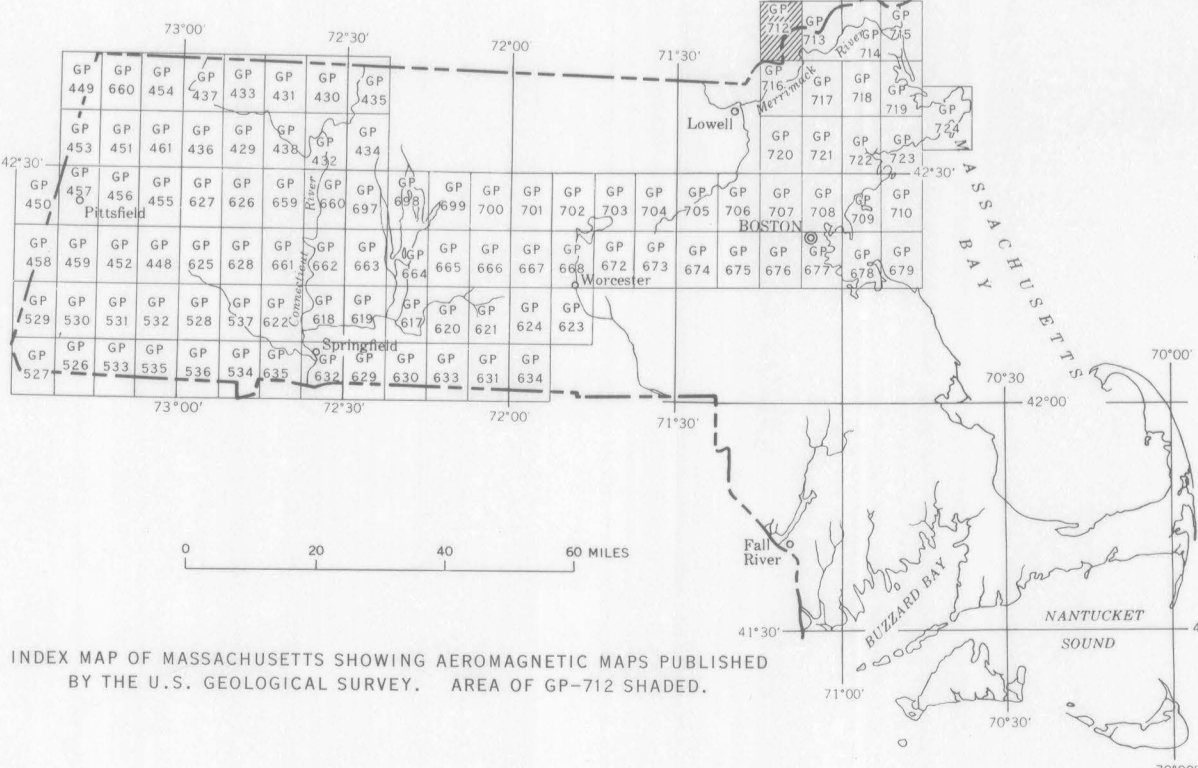 GP 712 GP 713 GP 714 GP 715
73°00' 72°30' 72°00' 71°30'
River
GP 449 GP 660 GP 454 GP 437 GP 433 GP 431 GP 430 GP 435 GP 716 GP 717 GP 718 GP 719
Merrimack
Lowell
GP 724
GP 453 GP 451 GP 461 GP 436 GP 429 GP 438 GP 432 GP 434 GP 720 GP 721 GP 722 GP 723
42°30' 42°30'
GP 450 GP 457 GP 456 GP 455 GP 627 GP 626 GP 659 GP 660 GP 697 GP 698 GP 699 GP 700 GP 701 GP 702 GP 703 GP 704 GP 705 GP 706 GP 707 GP 708 GP 709 GP 710
Pittsfield
River
BOSTON
MASSACHUSETTS
BAY
GP 458 GP 459 GP 452 GP 448 GP 625 GP 628 GP 661 GP 662 GP 663 GP 664 GP 665 GP 666 GP 667 GP 668 GP 672 GP 673 GP 674 GP 675 GP 676 GP 677 GP 678 GP 679
Worcester
Connecticut
GP 529 GP 530 GP 531 GP 532 GP 528 GP 537 GP 622 GP 618 GP 619 GP 617 GP 620 GP 621 GP 624 GP 623
Springfield
GP 527 GP 526 GP 533 GP 535 GP 536 GP 534 GP 635 GP 632 GP 629 GP 630 GP 633 GP 631 GP 634
70°00'
70°30
42°00'
73°00' 72°30' 72°00' 71°30'
0 20 40 60 MILES
Fall
River
BUZZARD BAY
NANTUCKET
SOUND
41°30'
INDEX MAP OF MASSACHUSETTS SHOWING AEROMAGNETIC MAPS PUBLISHED
BY THE U.S. GEOLOGICAL SURVEY. AREA OF GP-712 SHADED.
71°00'
70°30'